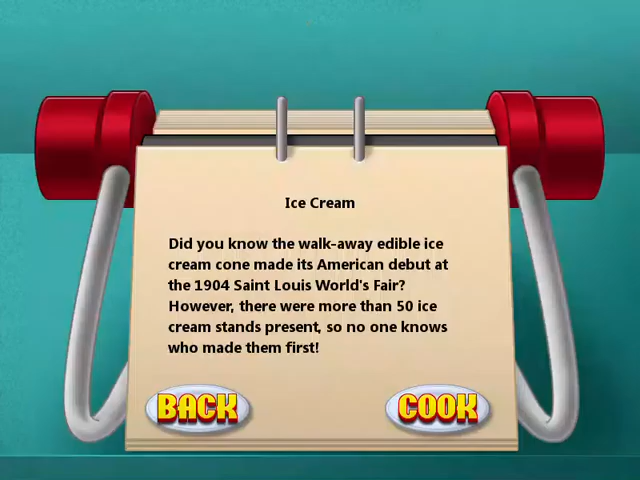 Ice Cream
Did you know the walk-away edible ice
cream cone made its American debut at
the 1904 Saint Louis World's Fair?
However, there were more than 50 ice
cream stands present, so no one knows
who made them first!
BACK
COOK